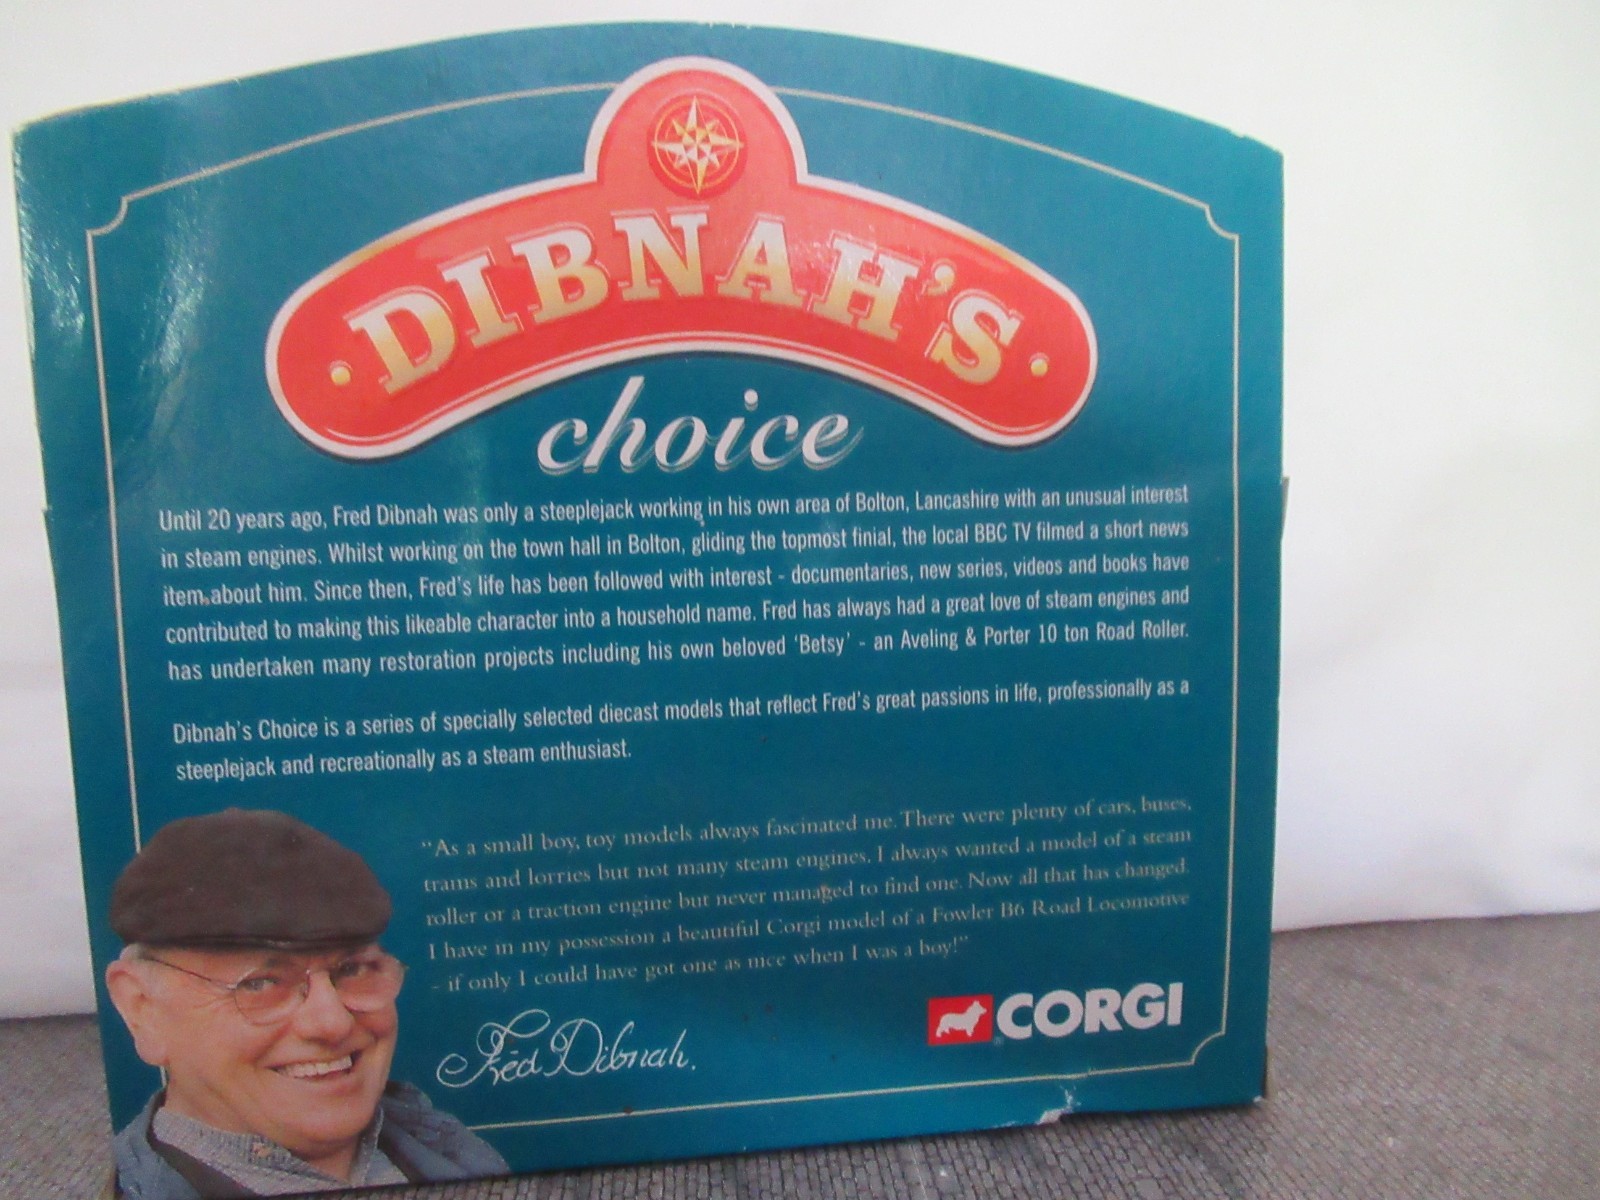 DIBNAH'S
choice
Until 20 years ago, Fred Dibnah was only a steeplejack working in his own area of Bolton, Lancashire with an unusual interest
in steam engines. Whilst working on the town hall in Bolton, gliding the topmost finial, the local BBC TV filmed a short news
item about him. Since then, Fred's life has been followed with interest - documentaries, new series, videos and books have
contributed to making this likeable character into a household name. Fred has always had a great love of steam engines and
has undertaken many restoration projects including his own beloved 'Betsy' - an Aveling & Porter 10 ton Road Roller.
Dibnah's Choice is a series of specially selected diecast models that reflect Fred's great passions in life, professionally as a
steeplejack and recreationally as a steam enthusiast.
"As a small boy, toy models always fascinated me. There were plenty of cars, buses,
trams and lorries but not many steam engines. I always wanted a model of a steam
roller or a traction engine but never managed to find one. Now all that has changed.
I have in my possession a beautiful Corgi model of a Fowler B6 Road Locomotive
- if only I could have got one as nice when I was a boy!"
Fred Dibnah.
CORGI